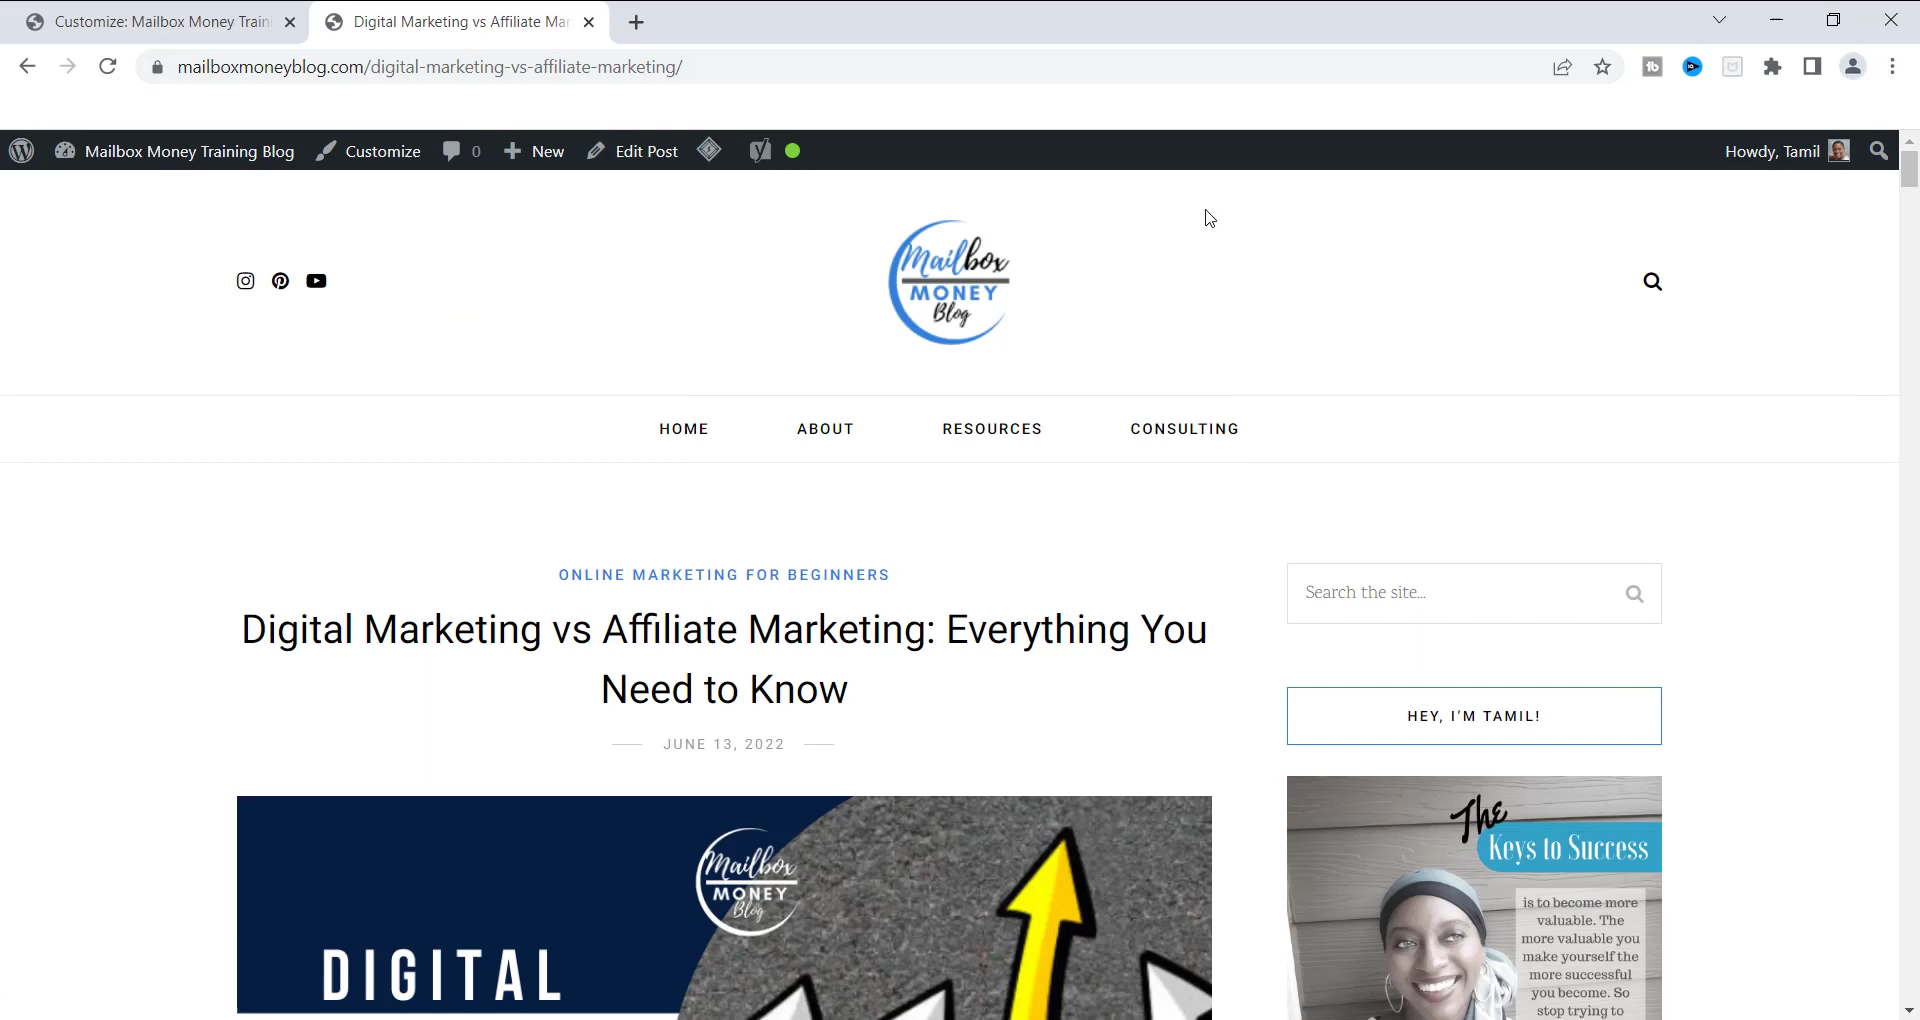 Customize: Mailbox Money Traini
Digital Marketing vs Affiliate Mar
mailboxmoneyblog.com/digital-marketing-vs-affiliate-marketing/
Mailbox Money Training Blog Customize 0 New Edit Post Howdy, Tamil
Mailbox
MONEY
Blog
HOME ABOUT RESOURCES CONSULTING
ONLINE MARKETING FOR BEGINNERS
Digital Marketing vs Affiliate Marketing: Everything You
Need to Know
JUNE 13, 2022
Mailbox
MONEY
Blog
DIGITAL
Search the site...
HEY, I'M TAMIL!
The
Keys to Success
is to become more
valuable. The
more valuable you
make yourself the
more successful
you become. So
stop trying to